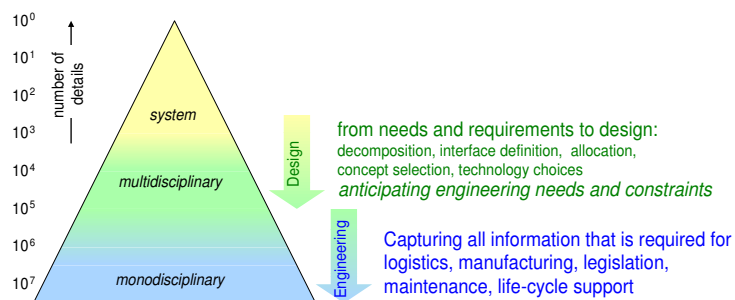 10⁰
10¹
10²
10³
10⁴
10⁵
10⁶
10⁷
number of
details
system
multidisciplinary
monodisciplinary
Design
from needs and requirements to design:
decomposition, interface definition, allocation,
concept selection, technology choices
anticipating engineering needs and constraints
Engineering
Capturing all information that is required for
logistics, manufacturing, legislation,
maintenance, life-cycle support